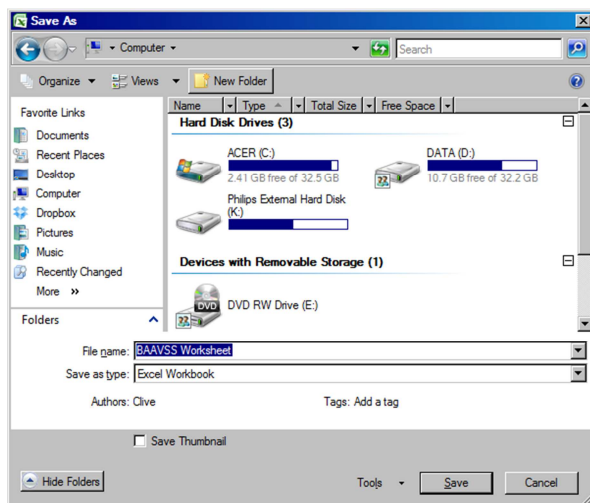 Save As
Computer
Search
Organize Views New Folder
Favorite Links
Documents
Recent Places
Desktop
Computer
Dropbox
Pictures
Music
Recently Changed
More »
Folders
Name Type Total Size Free Space
Hard Disk Drives (3)
ACER (C:)
2.41 GB free of 32.5 GB
DATA (D:)
10.7 GB free of 32.2 GB
Philips External Hard Disk
(K:)
Devices with Removable Storage (1)
DVD
DVD RW Drive (E:)
File name: BAAVSS Worksheet
Save as type: Excel Workbook
Authors: Clive Tags: Add a tag
Save Thumbnail
Hide Folders Tools Save Cancel